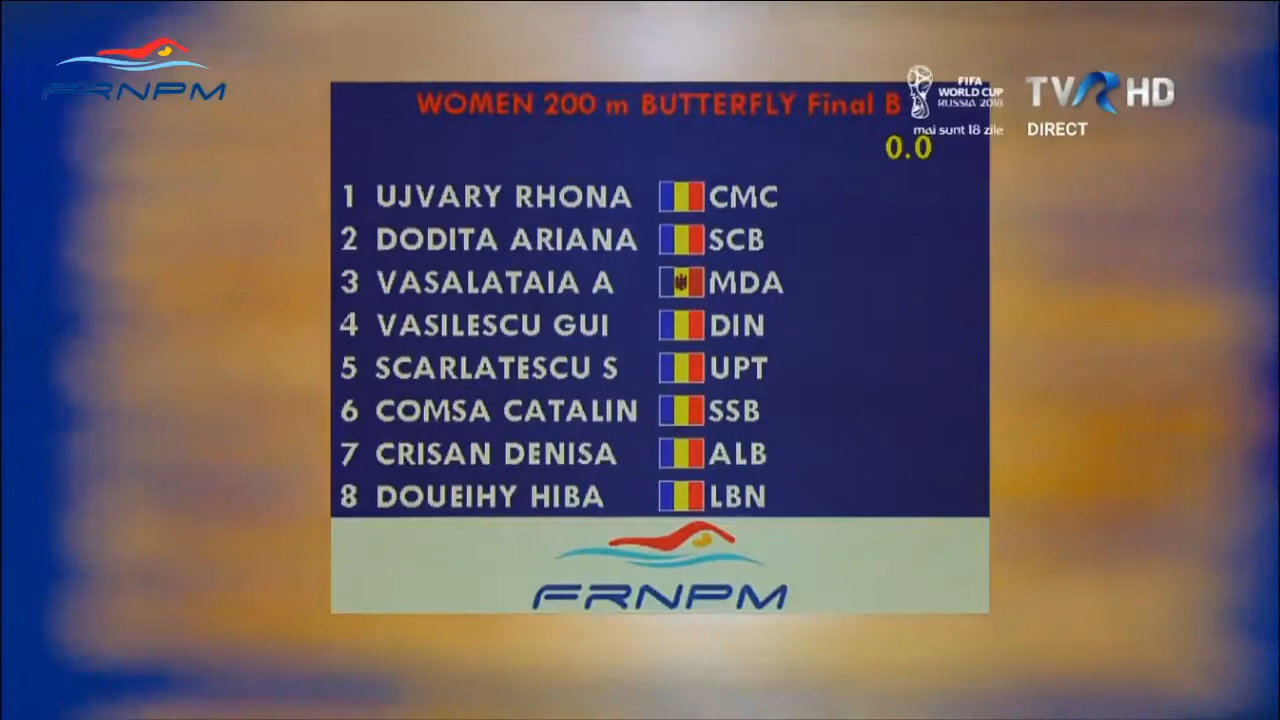 FRNPM
WOMEN 200 m BUTTERFLY Final B
FIFA
WORLD CUP
RUSSIA 2018
mai sunt 18 zile
TVR HD
DIRECT
0.0
1 UJVARY RHONA CMC
2 DODITA ARIANA SCB
3 VASALATAIA A MDA
4 VASILESCU GUI DIN
5 SCARLATESCU S UPT
6 COMSA CATALIN SSB
7 CRISAN DENISA ALB
8 DOUEIHY HIBA LBN
FRNPM